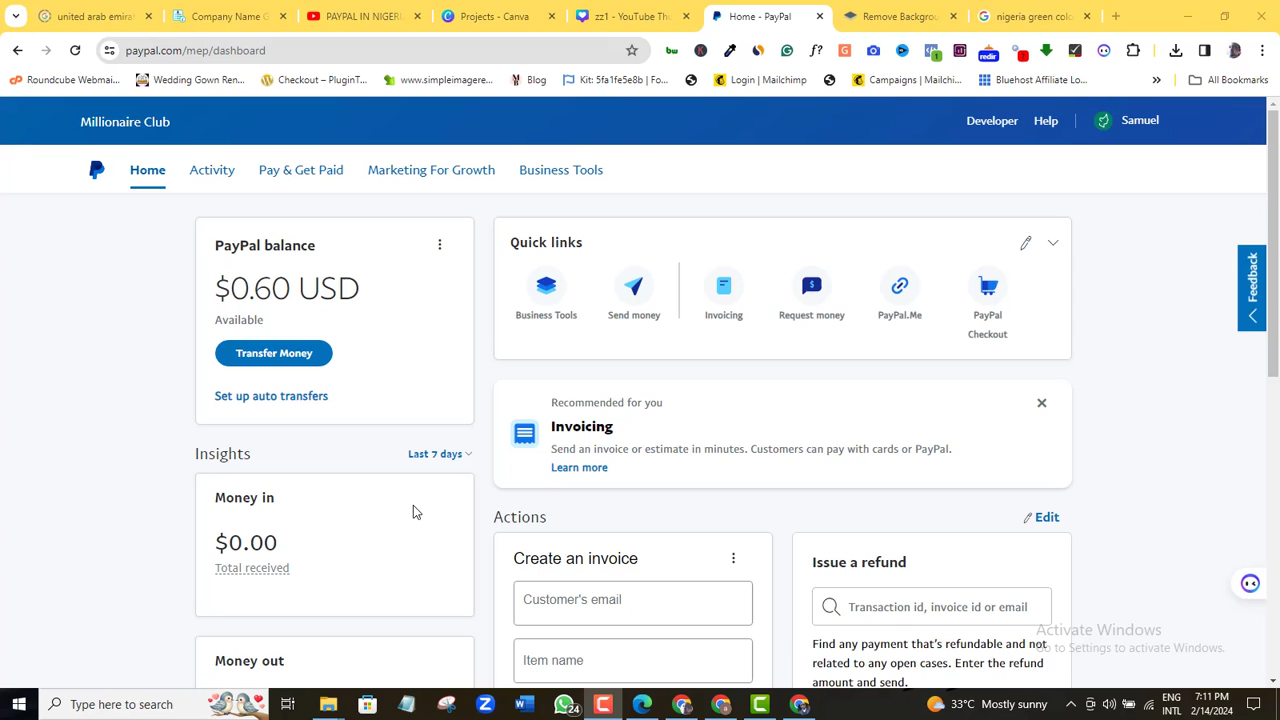 united arab emirat
Company Name G
PAYPAL IN NIGERI
Projects - Canva
zz1 - YouTube Thu
Home - PayPal
Remove Backgrou
nigeria green colo
paypal.com/mep/dashboard
Roundcube Webmai...
Wedding Gown Ren...
Checkout – PluginT...
www.simpleimagere...
Blog
Kit: 5fa1fe5e8b | Fo...
Login | Mailchimp
Campaigns | Mailchi...
Bluehost Affiliate Lo...
All Bookmarks
Millionaire Club
Developer
Help
Samuel
Home
Activity
Pay & Get Paid
Marketing For Growth
Business Tools
PayPal balance
$0.60 USD
Available
Transfer Money
Set up auto transfers
Quick links
Business Tools
Send money
Invoicing
Request money
PayPal.Me
PayPal
Checkout
Feedback
Recommended for you
Invoicing
Send an invoice or estimate in minutes. Customers can pay with cards or PayPal.
Learn more
Insights
Last 7 days
Money in
$0.00
Total received
Money out
Actions
Edit
Create an invoice
Customer's email
Item name
Issue a refund
Transaction id, invoice id or email
Find any payment that's refundable and not
related to any open cases. Enter the refund
amount and send.
Activate Windows
Go to Settings to activate Windows.
Type here to search
24
33°C Mostly sunny
ENG
INTL
7:11 PM
2/14/2024